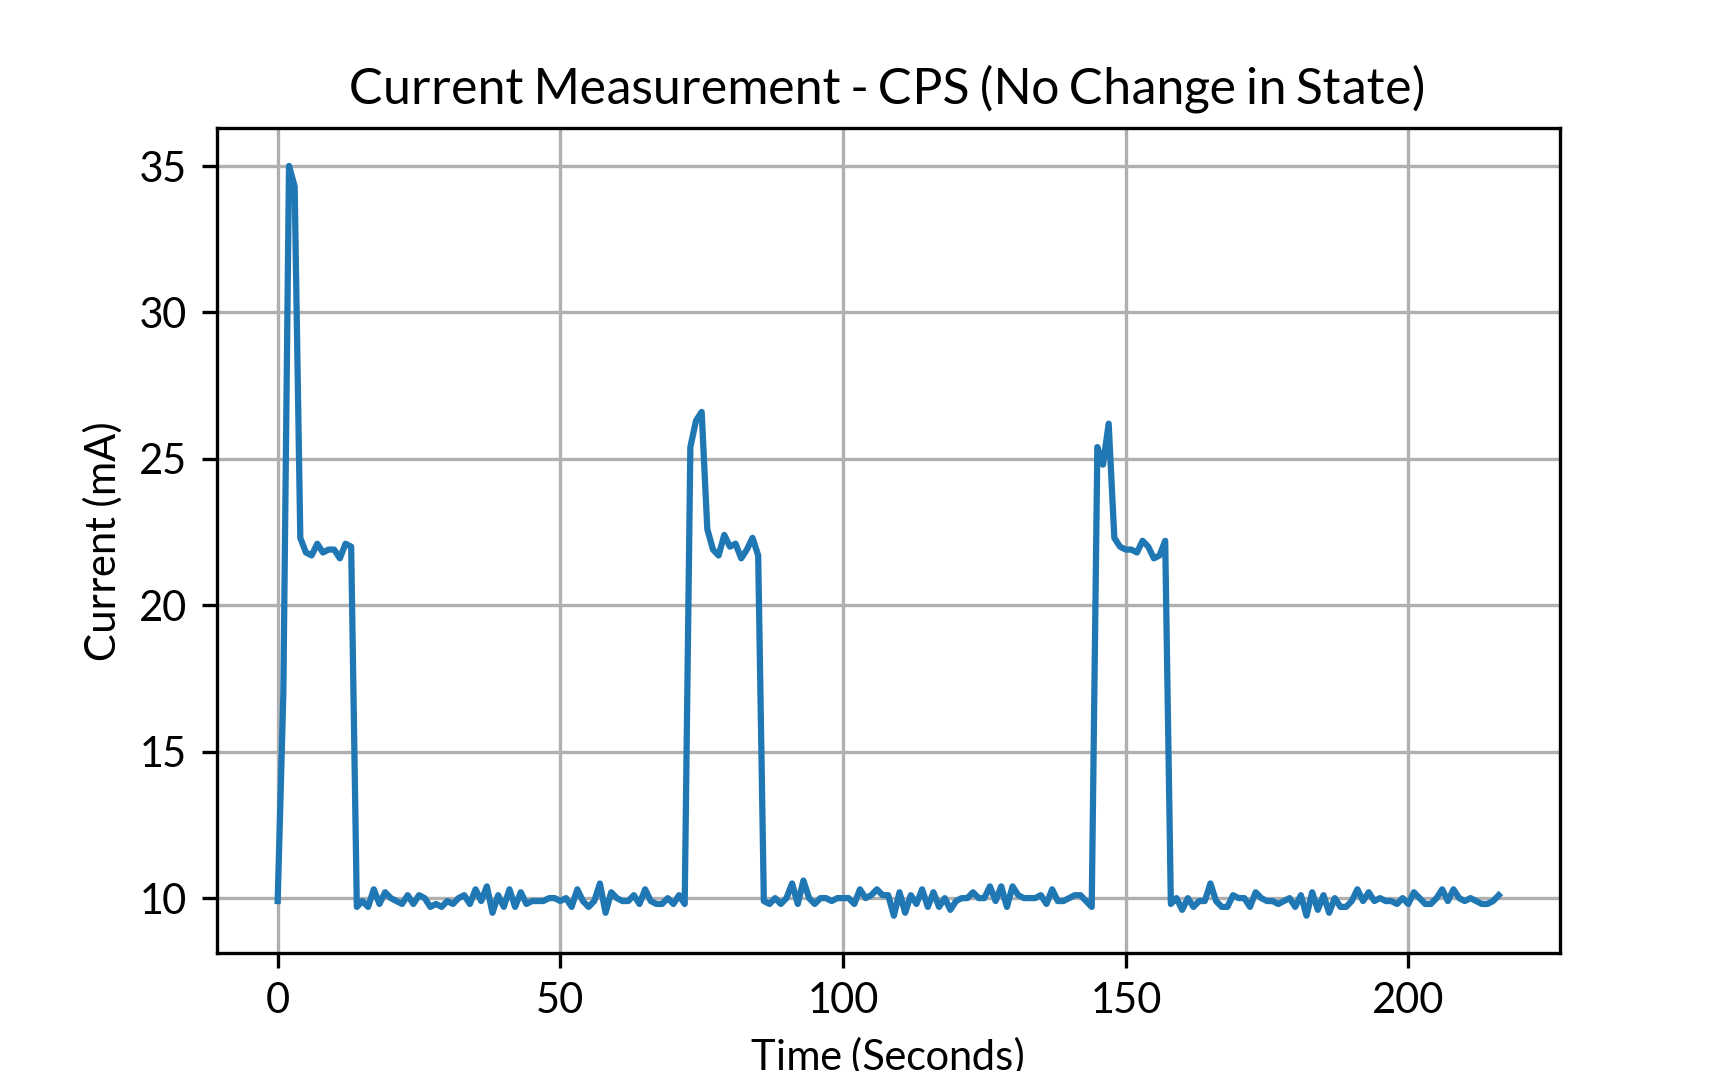 Current Measurement - CPS (No Change in State)
35
30
25
20
15
10
Current (mA)
0 50 100 150 200
Time (Seconds)